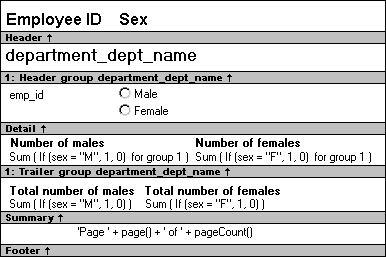 Employee ID Sex
Header ↑
department_dept_name
1: Header group department_dept_name ↑
emp_id Male
Female
Detail ↑
Number of males Number of females
Sum ( If (sex = "M", 1, 0) for group 1 ) Sum ( If (sex = "F", 1, 0) for group 1 )
1: Trailer group department_dept_name ↑
Total number of males Total number of females
Sum ( If (sex = "M", 1, 0) ) Sum ( If (sex = "F", 1, 0) )
Summary ↑
'Page ' + page() + ' of ' + pageCount()
Footer ↑